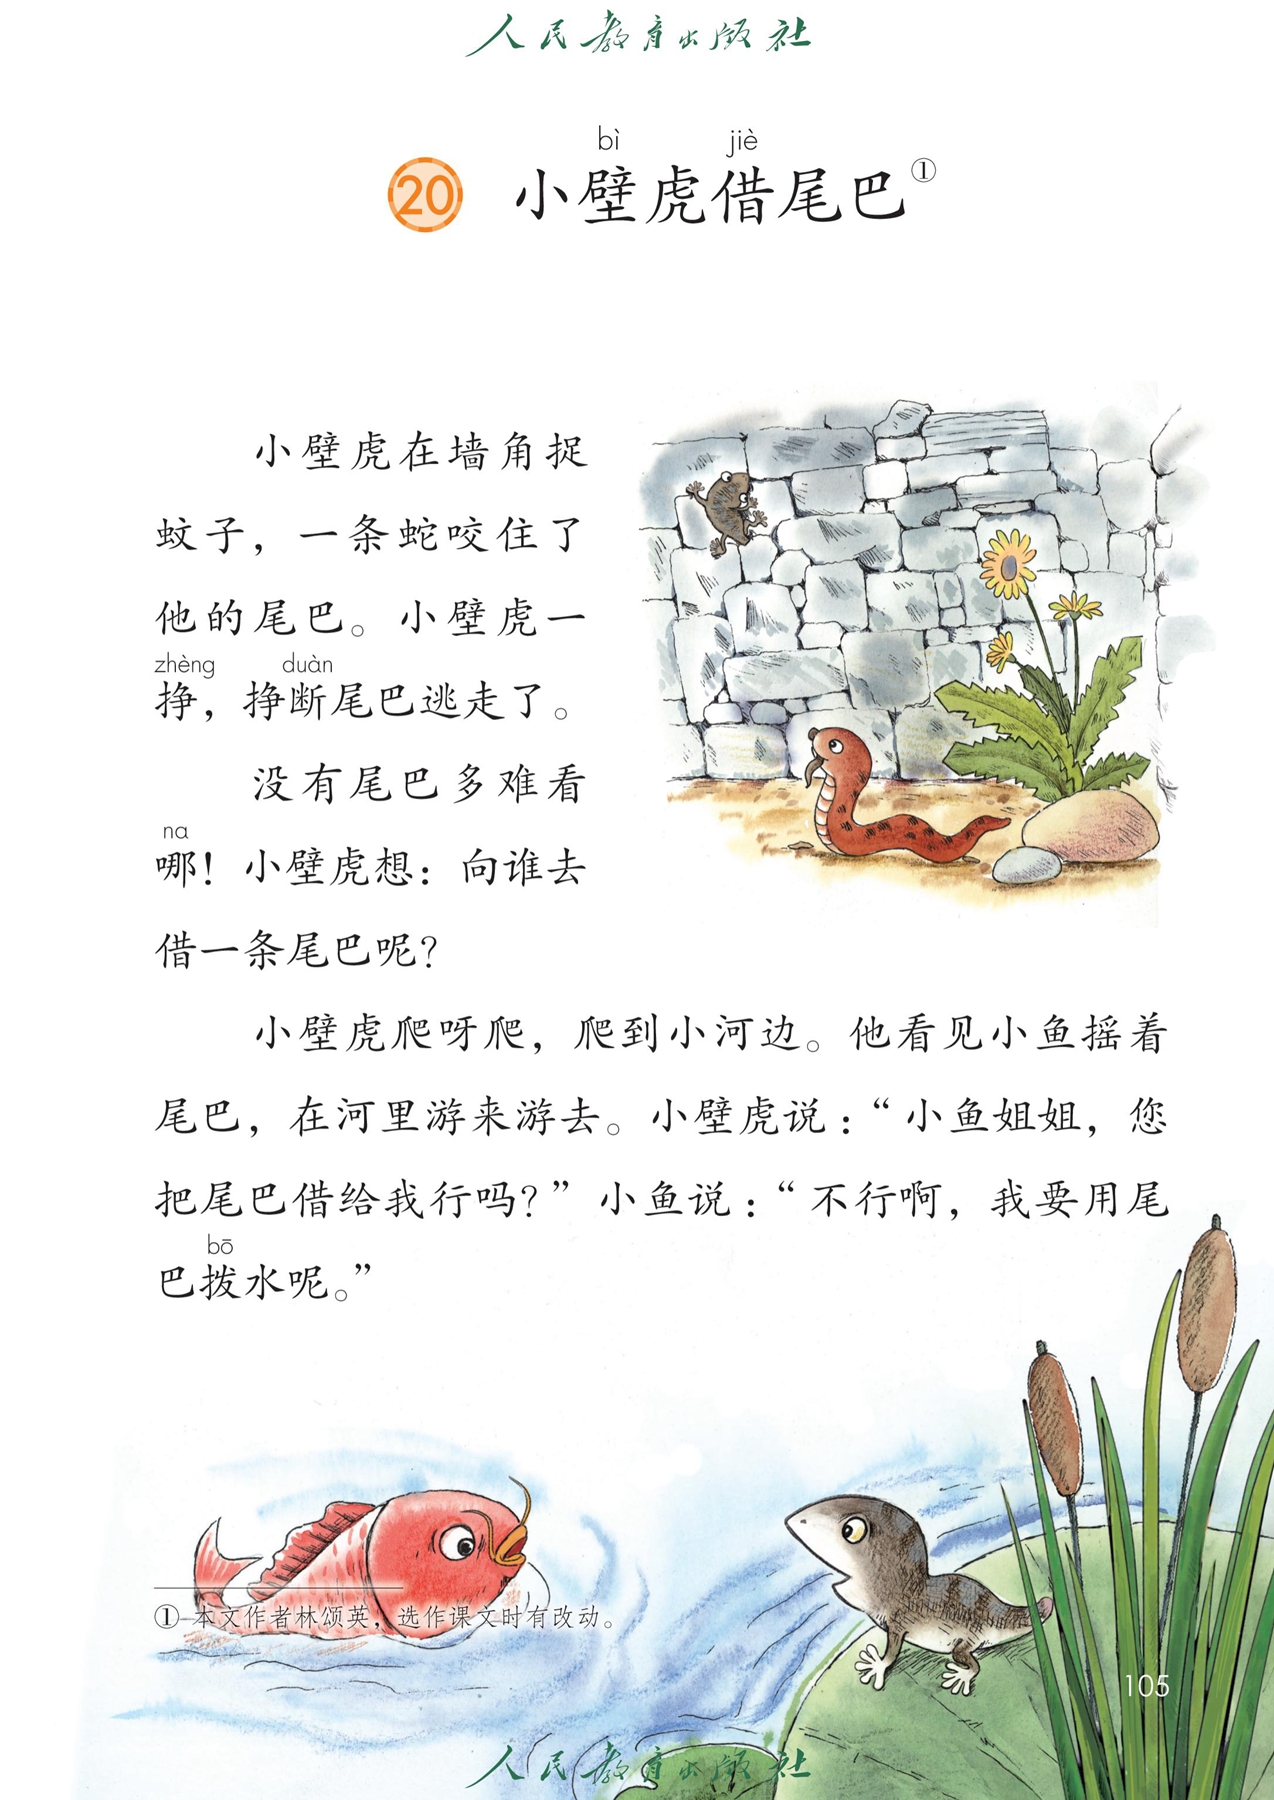 人民教育出版社
bì jiè
20 小壁虎借尾巴①
小壁虎在墙角捉
蚊子，一条蛇咬住了
他的尾巴。小壁虎一
zhèng duàn
挣，挣断尾巴逃走了。
没有尾巴多难看
na
哪！小壁虎想：向谁去
借一条尾巴呢？
小壁虎爬呀爬，爬到小河边。他看见小鱼摇着
尾巴，在河里游来游去。小壁虎说：“小鱼姐姐，您
把尾巴借给我行吗？”小鱼说：“不行啊，我要用尾
bō
巴拨水呢。”
① 本文作者林颂英，选作课文时有改动。
105
人民教育出版社